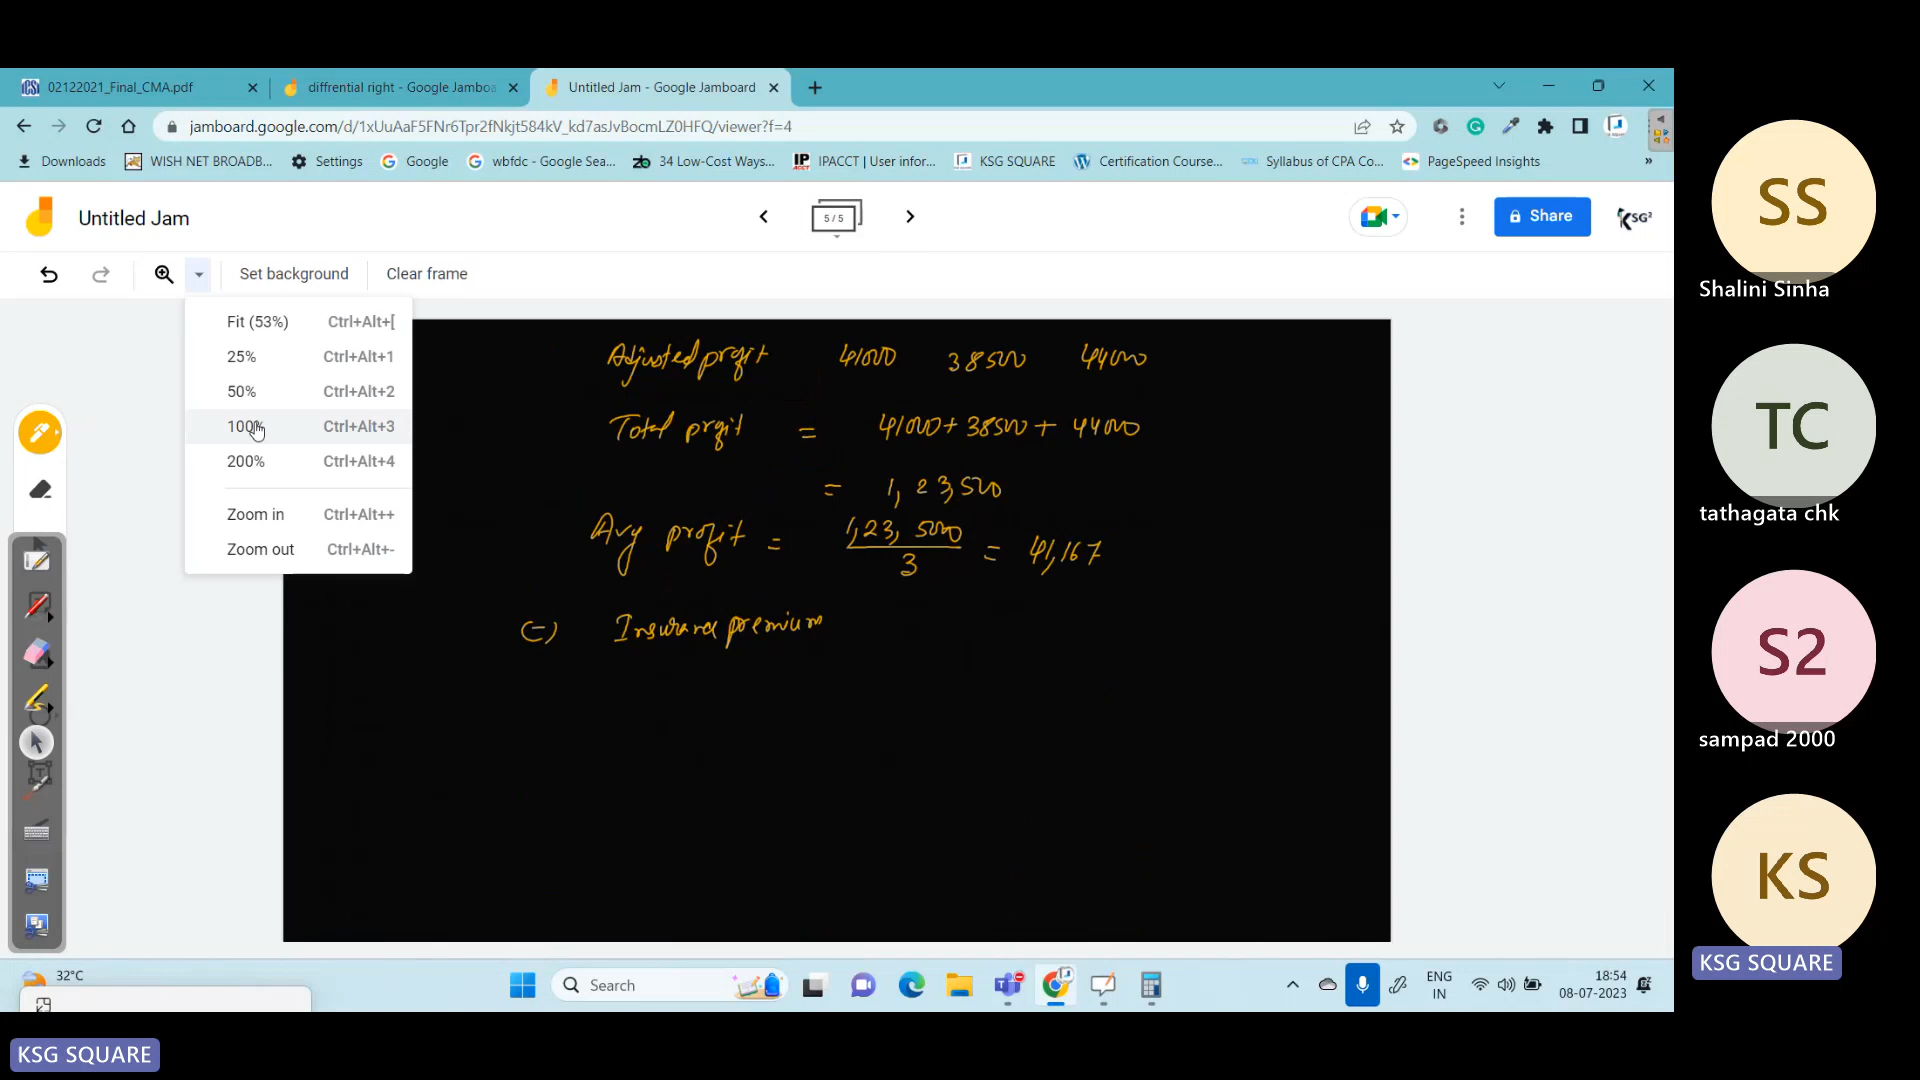 02122021_Final_CMA.pdf
diffrential right - Google Jamboa
Untitled Jam - Google Jamboard
jamboard.google.com/d/1xUuAaF5FNr6Tpr2fNkjt584kV_kd7asJvBocmLZ0HFQ/viewer?f=4
Downloads WISH NET BROADB... Settings Google wbfdc - Google Sea... 34 Low-Cost Ways... IPACCT | User infor... KSG SQUARE Certification Course... Syllabus of CPA Co... PageSpeed Insights »
Untitled Jam
5 / 5
Share
KSG²
Set background Clear frame
Fit (53%) Ctrl+Alt+[
25% Ctrl+Alt+1
50% Ctrl+Alt+2
100% Ctrl+Alt+3
200% Ctrl+Alt+4
Zoom in Ctrl+Alt++
Zoom out Ctrl+Alt+-
Adjusted profit 41000 38500 44000
Total profit = 41000 + 38500 + 44000
= 1,23,500
Avg profit = 1,23,500
3
= 41,167
(-) Insurance premium
SS
Shalini Sinha
TC
tathagata chk
S2
sampad 2000
KS
KSG SQUARE
32°C
Search
ENG
IN
18:54
08-07-2023
KSG SQUARE